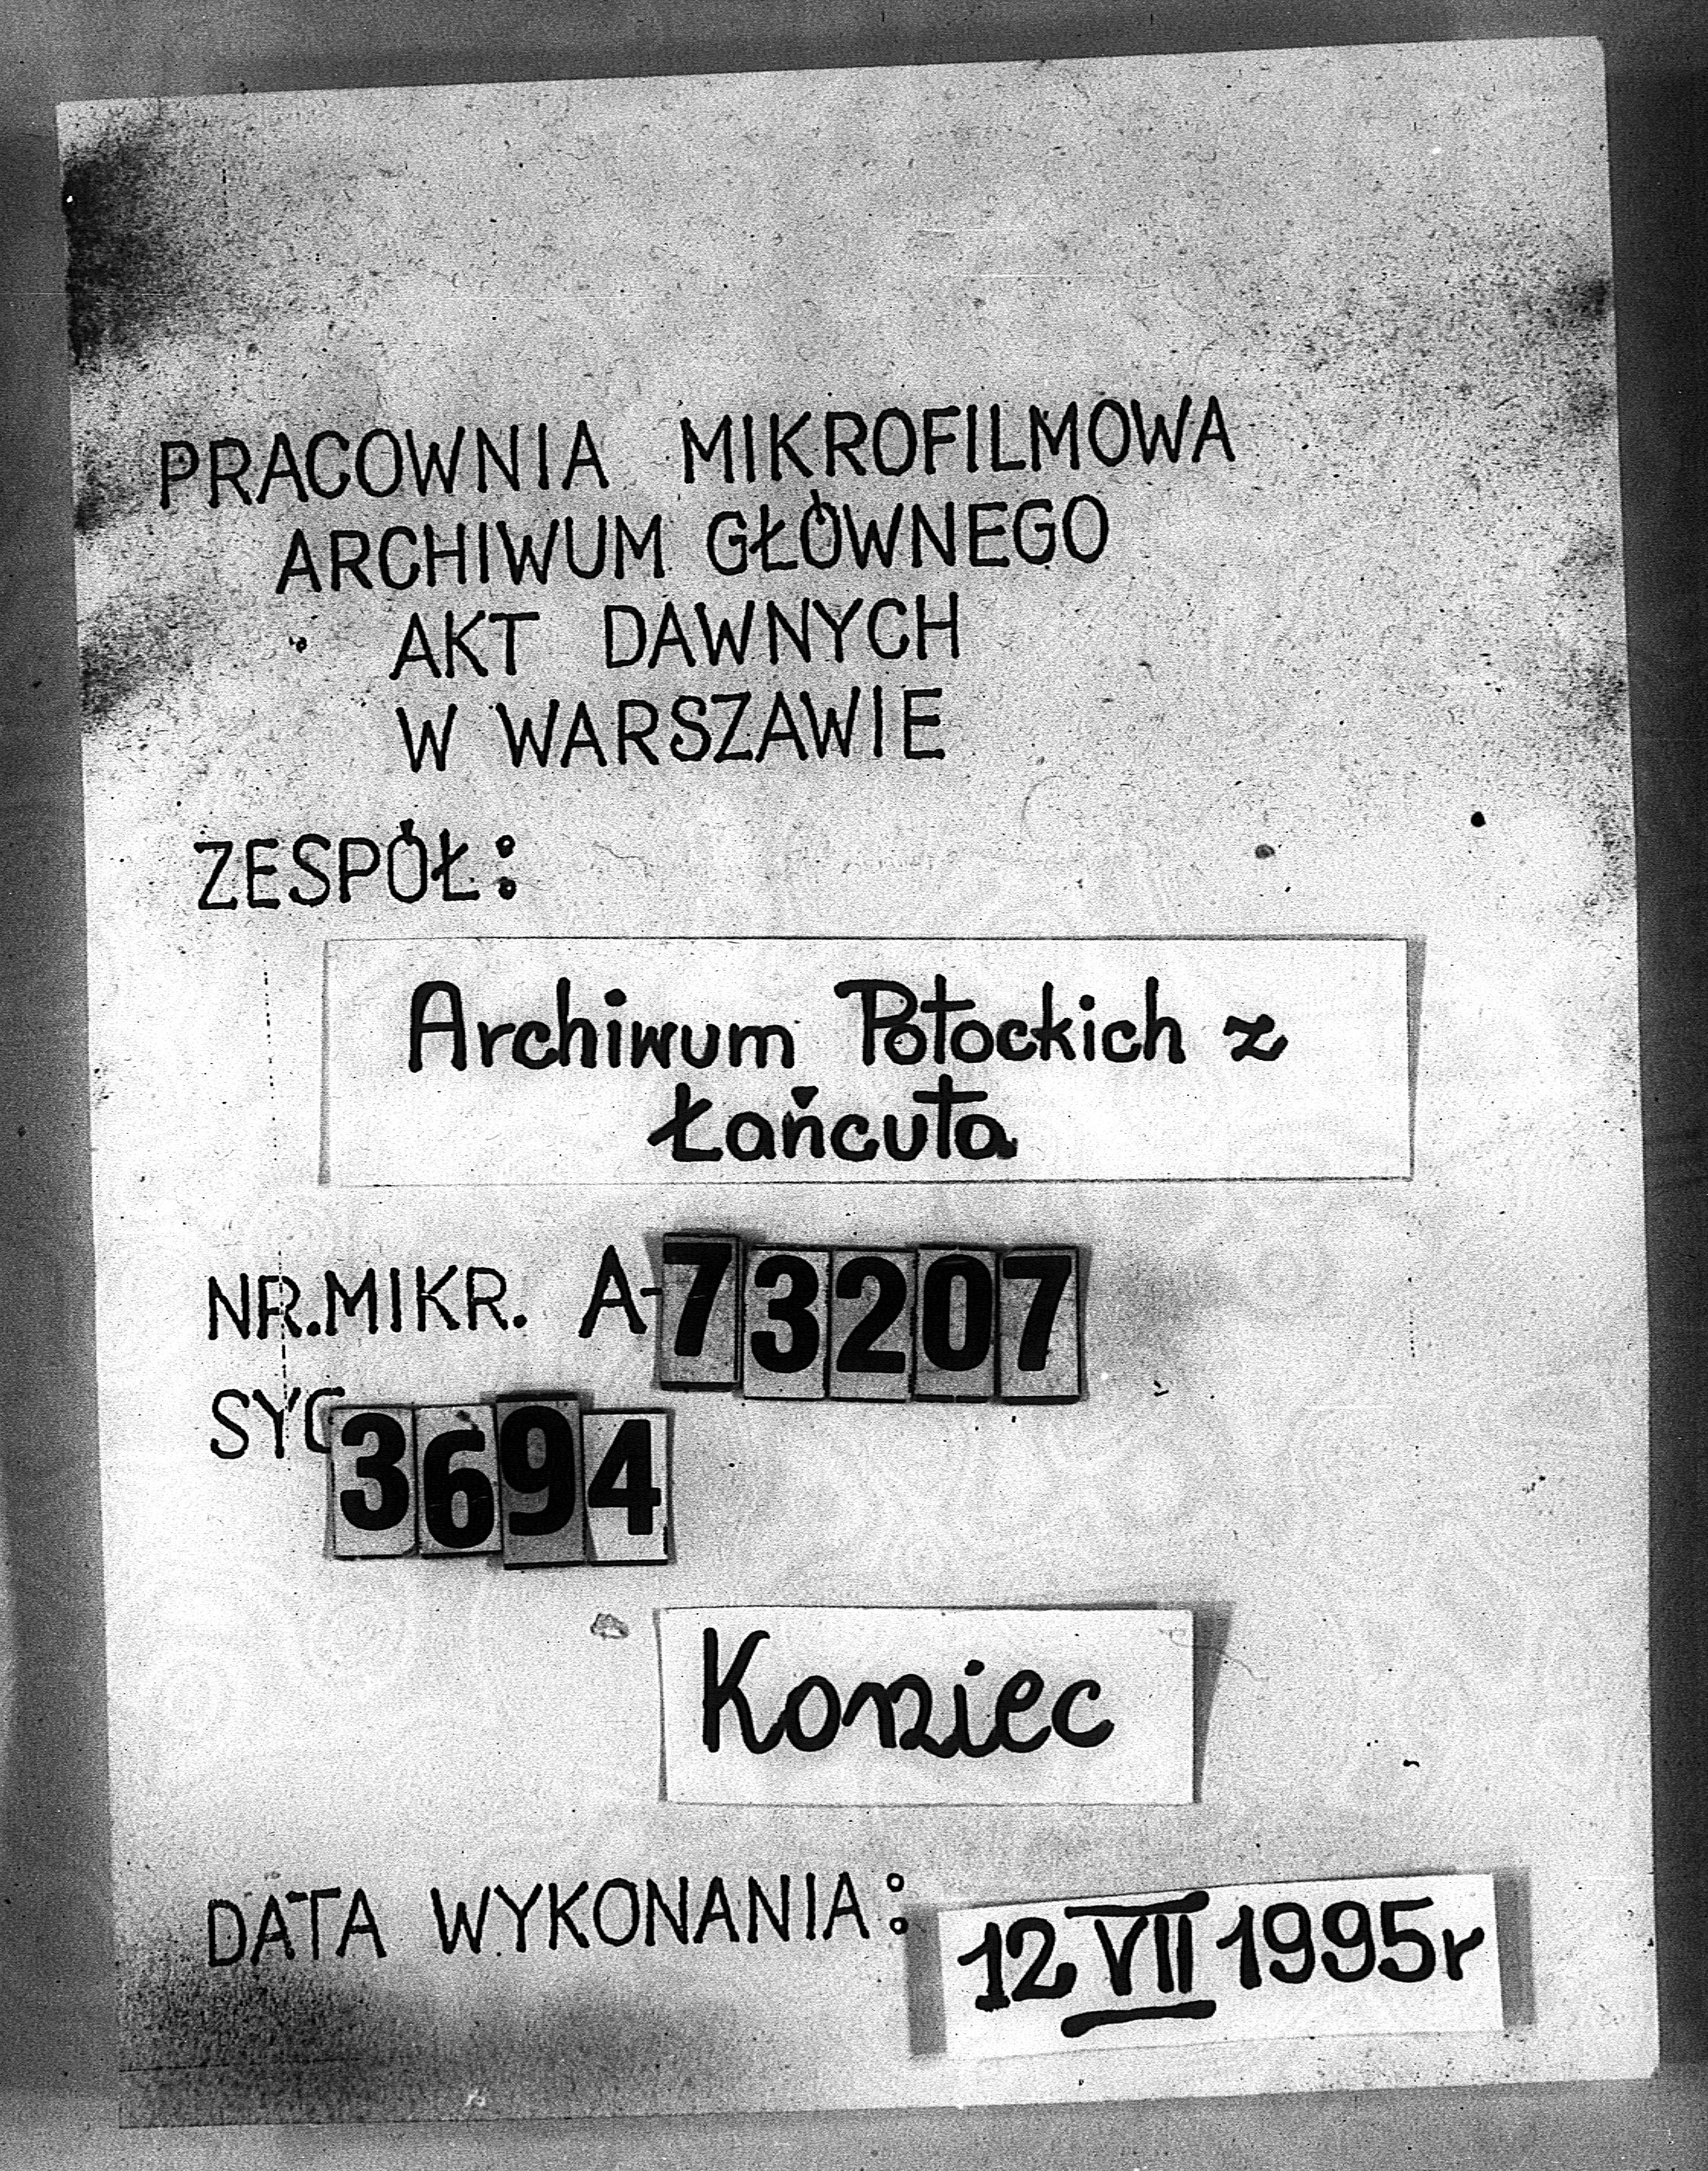 PRACOWNIA MIKROFILMOWA
ARCHIWUM GŁÓWNEGO
AKT DAWNYCH
W WARSZAWIE
ZESPÓŁ:
Archiwum Potockich z
Łańcuta
NR.MIKR. A-73207
SYG 3694
Koniec
DATA WYKONANIA: 12 VII 1995r